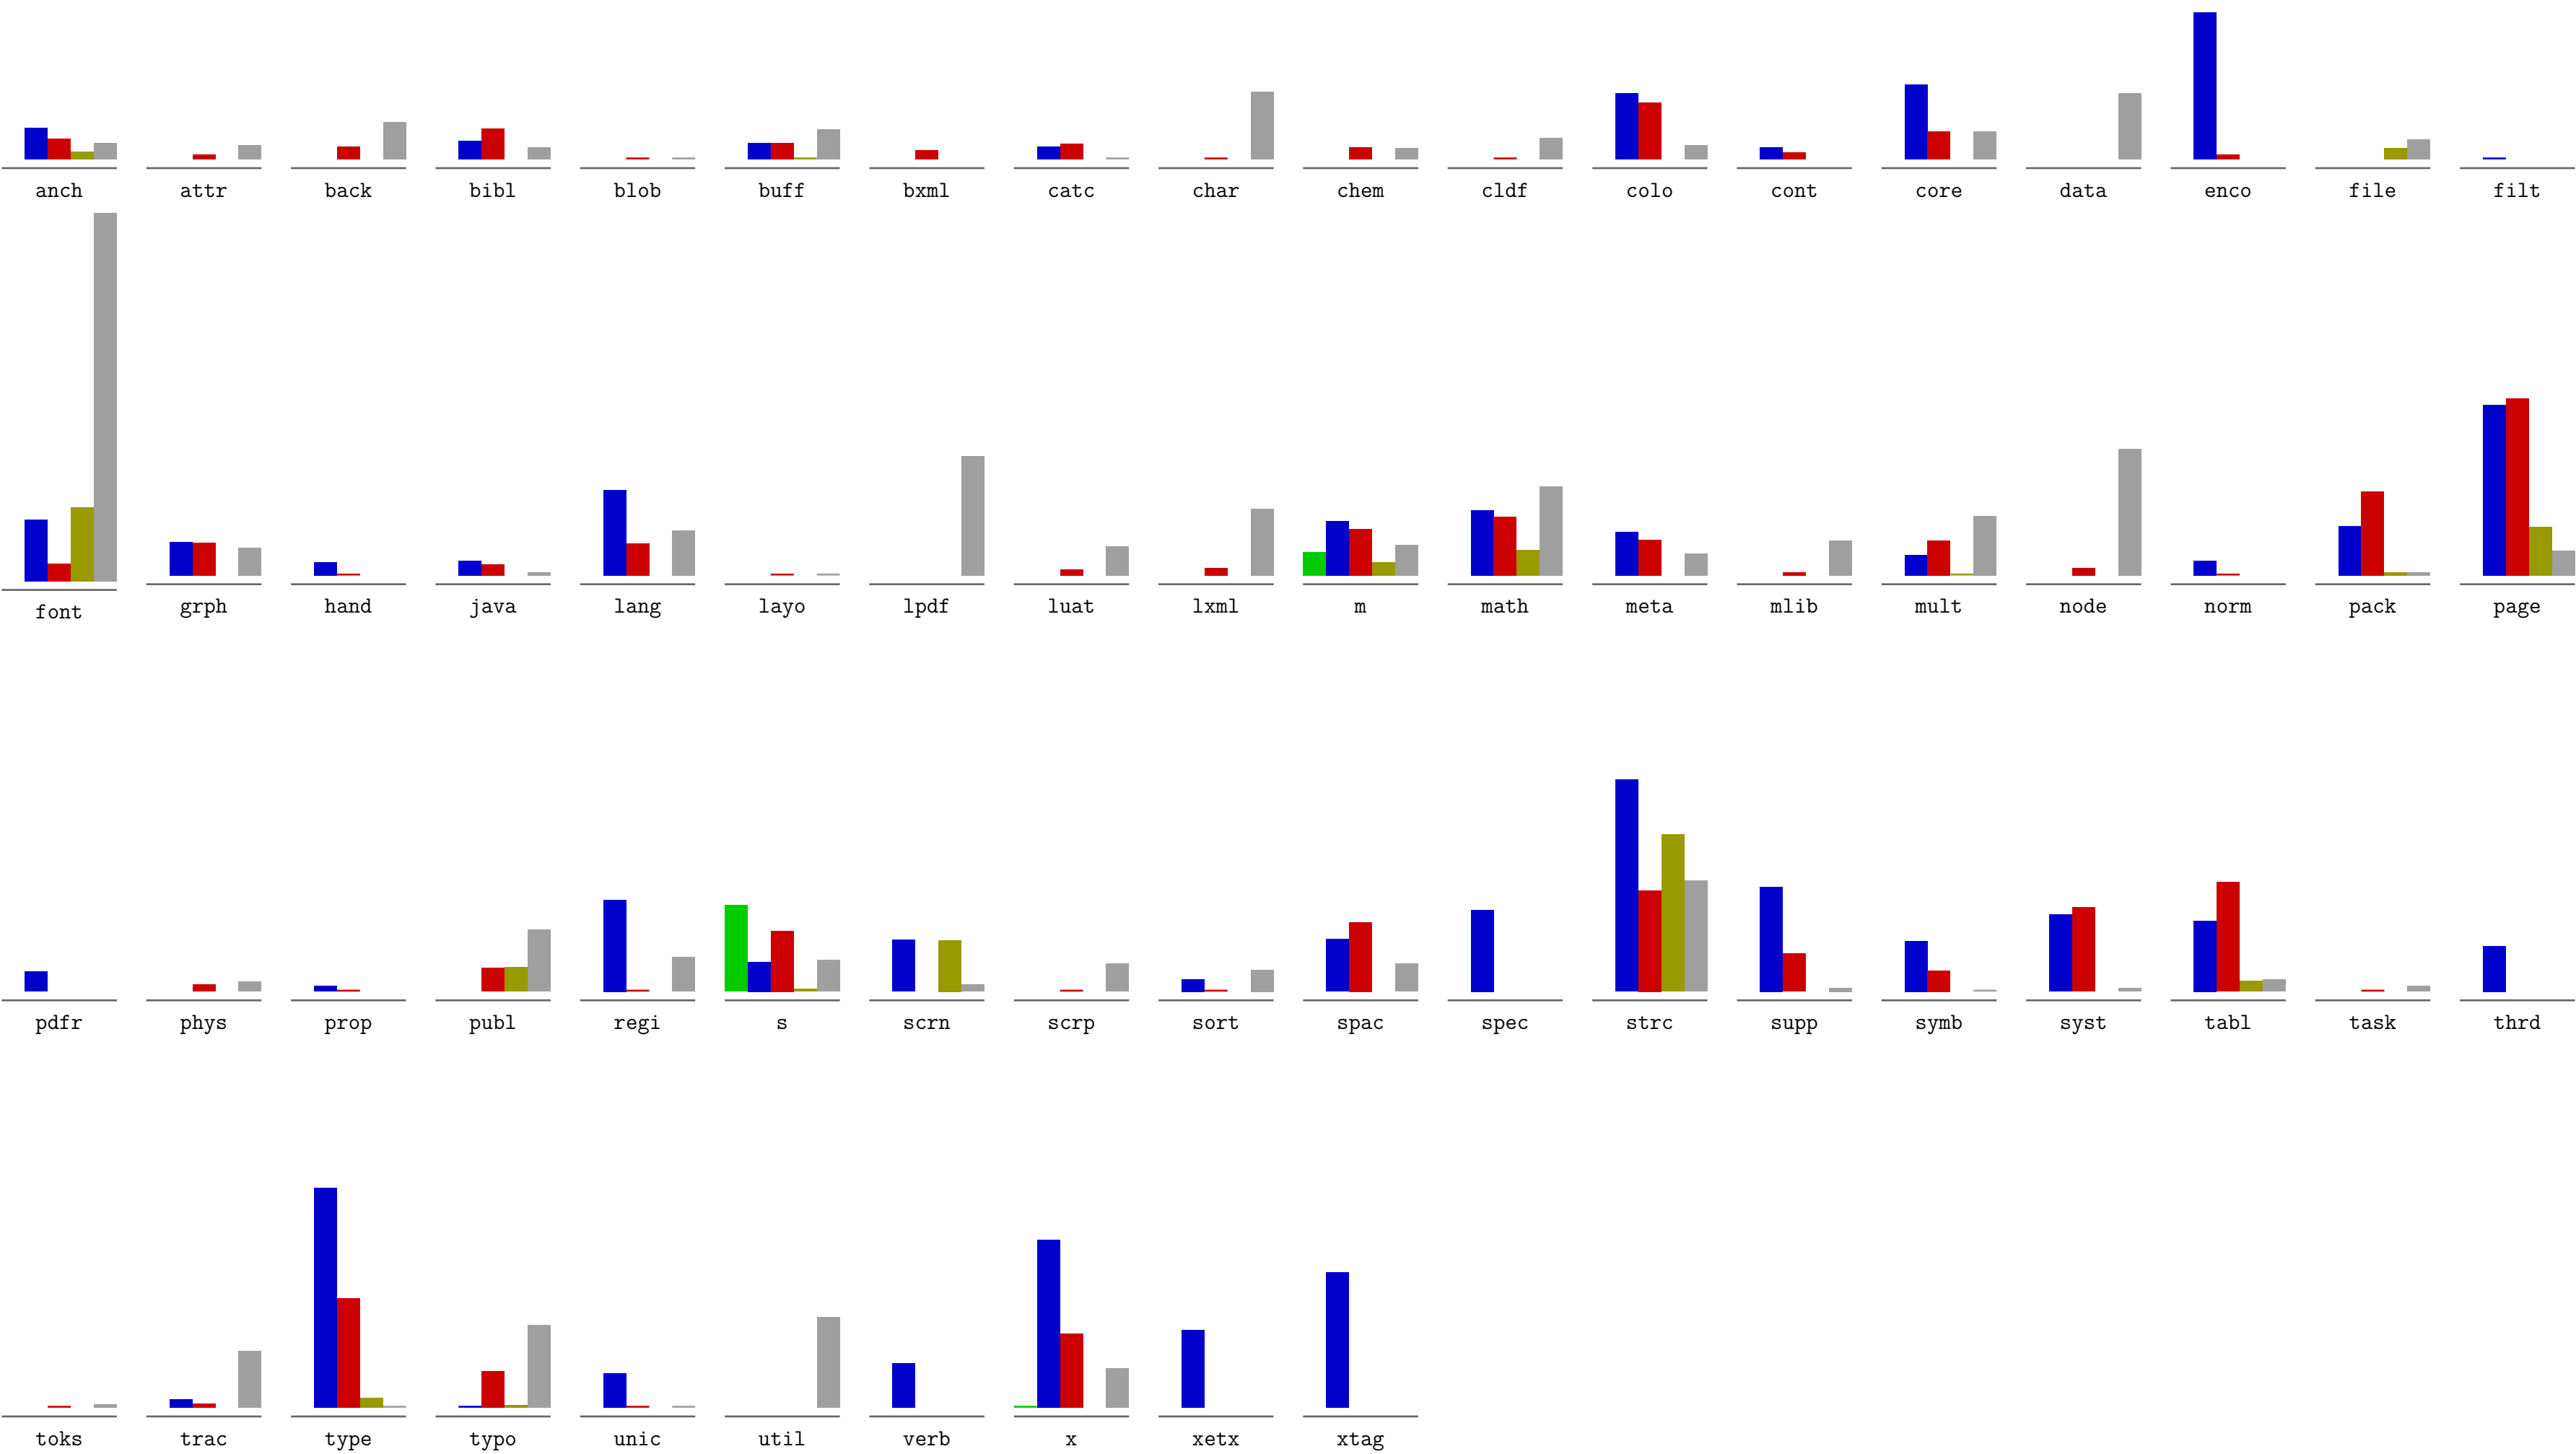 anch attr back bibl blob buff bxml catc char chem cldf colo cont core data enco file filt
font grph hand java lang layo lpdf luat lxml m math meta mlib mult node norm pack page
pdfr phys prop publ regi s scrn scrp sort spac spec strc supp symb syst tabl task thrd
toks trac type typo unic util verb x xetx xtag